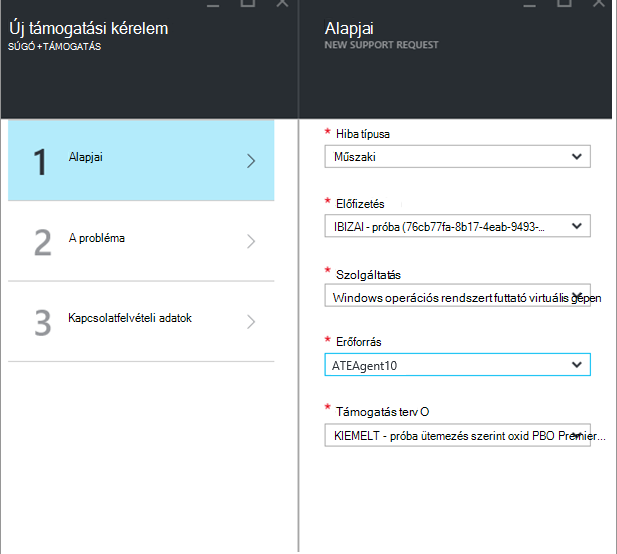 Új támogatási kérelem
SÚGÓ+TÁMOGATÁS
1 Alapjai
2 A probléma
3 Kapcsolatfelvételi adatok
Alapjai
NEW SUPPORT REQUEST
* Hiba típusa
Műszaki
* Előfizetés
IBIZAI - próba (76cb77fa-8b17-4eab-9493-...
* Szolgáltatás
Windows operációs rendszert futtató virtuális gépen
* Erőforrás
ATEAgent10
* Támogatás terv O
KIEMELT - próba ütemezés szerint oxid PBO Premier...